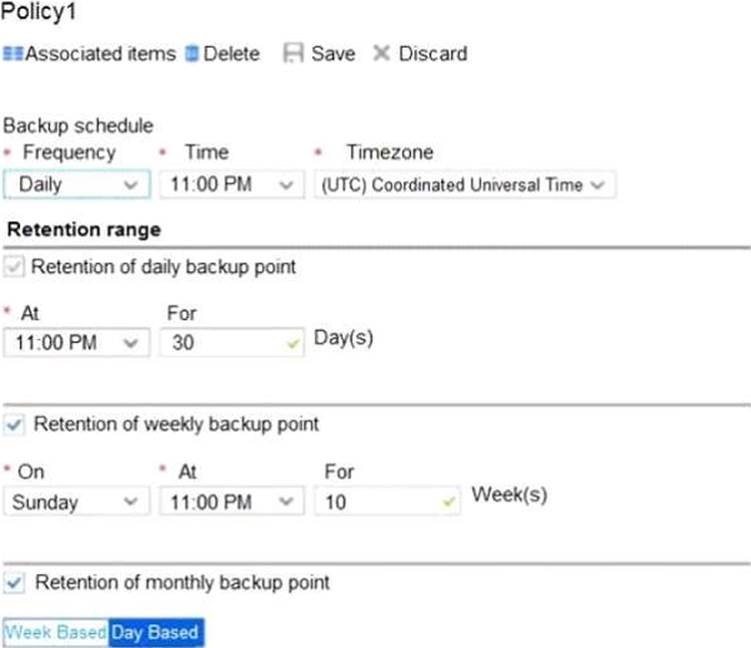 Policy1
Associated items Delete Save Discard
Backup schedule
* Frequency * Time * Timezone
Daily 11:00 PM (UTC) Coordinated Universal Time
Retention range
Retention of daily backup point
* At For
11:00 PM 30 Day(s)
Retention of weekly backup point
* On * At For
Sunday 11:00 PM 10 Week(s)
Retention of monthly backup point
Week Based Day Based